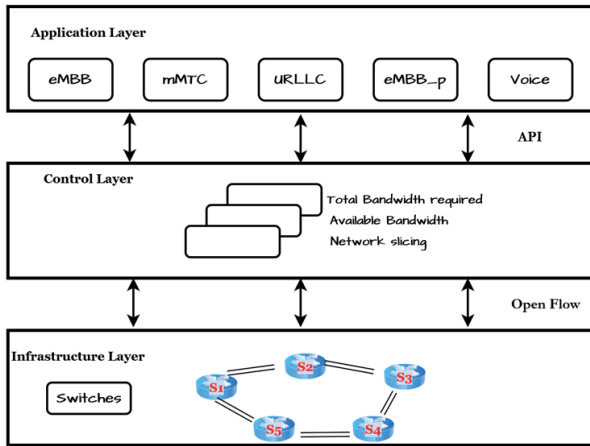 Application Layer
eMBB
mMTC
URLLC
eMBB_p
Voice
API
Control Layer
Total Bandwidth required
Available Bandwidth
Network slicing
Open Flow
Infrastructure Layer
Switches
S1
S2
S3
S5
S4